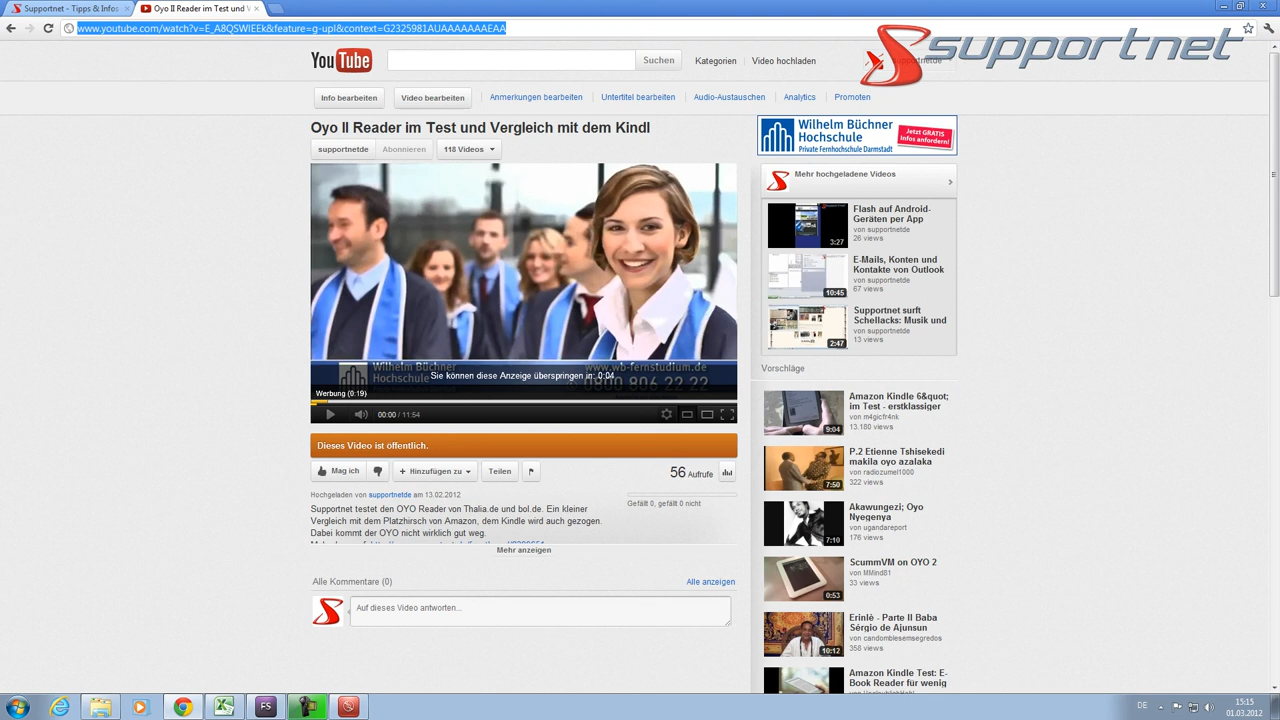 Supportnet - Tipps & Infos
Oyo II Reader im Test und V
www.youtube.com/watch?v=E_A8QSWIEEk&feature=g-upl&context=G2325981AUAAAAAAAEAA
supportnet
YouTube
Suchen
Kategorien
Video hochladen
Info bearbeiten
Video bearbeiten
Anmerkungen bearbeiten
Untertitel bearbeiten
Audio-Austauschen
Analytics
Promoten
Oyo II Reader im Test und Vergleich mit dem Kindl
supportnetde
Abonnieren
118 Videos
Wilhelm Büchner
Hochschule
Private Fernhochschule Darmstadt
Jetzt GRATIS
Infos anfordern!
Mehr hochgeladene Videos
Flash auf Android-
Geräten per App
von supportnetde
26 views
3:27
E-Mails, Konten und
Kontakte von Outlook
von supportnetde
67 views
10:45
Supportnet surft
Schellacks: Musik und
von supportnetde
13 views
2:47
Wilhelm Büchner
Hochschule
www.wb-fernstudium.de
0800 806 22 22
Sie können diese Anzeige überspringen in: 0:04
Werbung (0:19)
00:00 / 11:54
Dieses Video ist öffentlich.
Mag ich
Hinzufügen zu
Teilen
56 Aufrufe
Hochgeladen von supportnetde am 13.02.2012
Gefällt 0, gefällt 0 nicht
Supportnet testet den OYO Reader von Thalia.de und bol.de. Ein kleiner
Vergleich mit dem Platzhirsch von Amazon, dem Kindle wird auch gezogen.
Dabei kommt der OYO nicht wirklich gut weg.
Mehr anzeigen
Alle Kommentare (0)
Alle anzeigen
Auf dieses Video antworten...
Vorschläge
Amazon Kindle 6&quot;
im Test - erstklassiger
von m4gicfr4nk
13.180 views
9:04
P.2 Etienne Tshisekedi
makila oyo azalaka
von radiozumel1000
322 views
7:50
Akawungezi; Oyo
Nyegenya
von ugandareport
176 views
7:10
ScummVM on OYO 2
von MMind81
33 views
0:53
Erinlé - Parte II Baba
Sérgio de Ajunsun
von candomblesemsegredos
358 views
10:12
Amazon Kindle Test: E-
Book Reader für wenig
FS
DE
15:15
01.03.2012